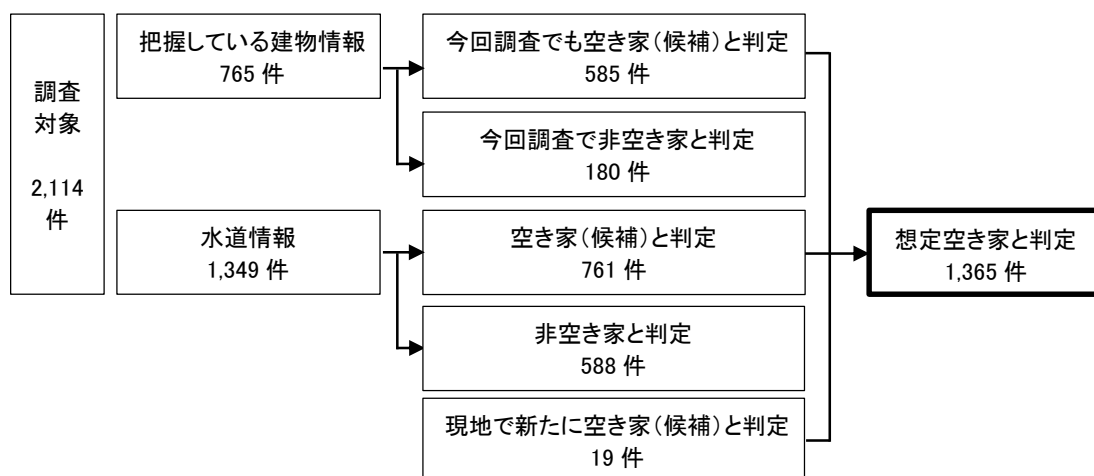 調査
対象
2,114
件
把握している建物情報
765 件
今回調査でも空き家(候補)と判定
585 件
今回調査で非空き家と判定
180 件
水道情報
1,349 件
空き家(候補)と判定
761 件
非空き家と判定
588 件
現地で新たに空き家(候補)と判定
19 件
想定空き家と判定
1,365 件